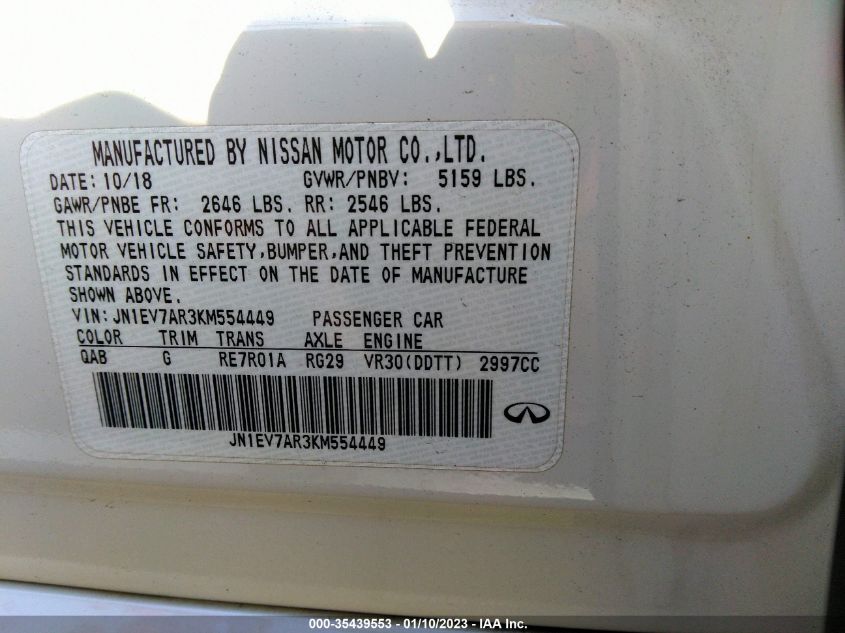 MANUFACTURED BY NISSAN MOTOR CO.,LTD.
DATE: 10/18 GVWR/PNBV: 5159 LBS.
GAWR/PNBE FR: 2646 LBS. RR: 2546 LBS.
THIS VEHICLE CONFORMS TO ALL APPLICABLE FEDERAL
MOTOR VEHICLE SAFETY,BUMPER,AND THEFT PREVENTION
STANDARDS IN EFFECT ON THE DATE OF MANUFACTURE
SHOWN ABOVE.
VIN: JN1EV7AR3KM554449 PASSENGER CAR
COLOR TRIM TRANS AXLE ENGINE
QAB G RE7R01A RG29 VR30(DDTT) 2997CC
JN1EV7AR3KM554449
000-35439553 - 01/10/2023 - IAA Inc.